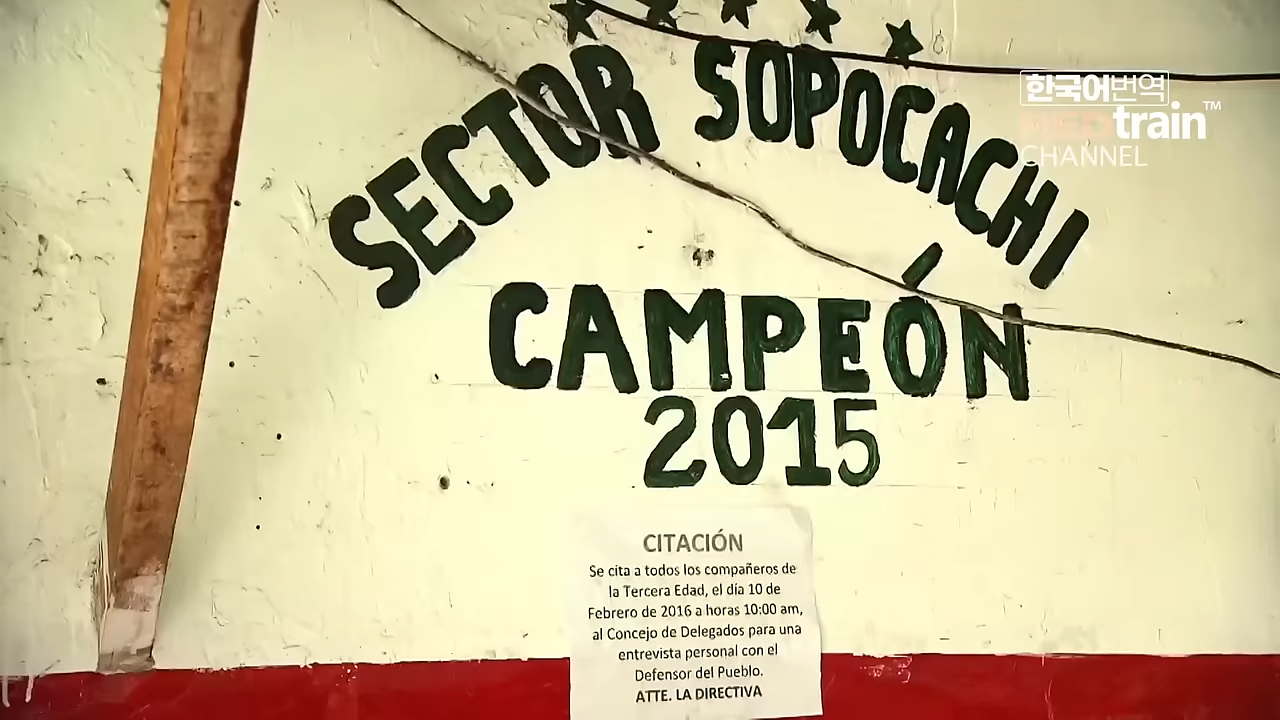 SECTOR SOPOCACHI
CAMPEÓN
2015
CITACIÓN
Se cita a todos los compañeros de
la Tercera Edad, el día 10 de
Febrero de 2016 a horas 10:00 am,
al Concejo de Delegados para una
entrevista personal con el
Defensor del Pueblo.
ATTE. LA DIRECTIVA
한국어번역
REDtrain™
CHANNEL